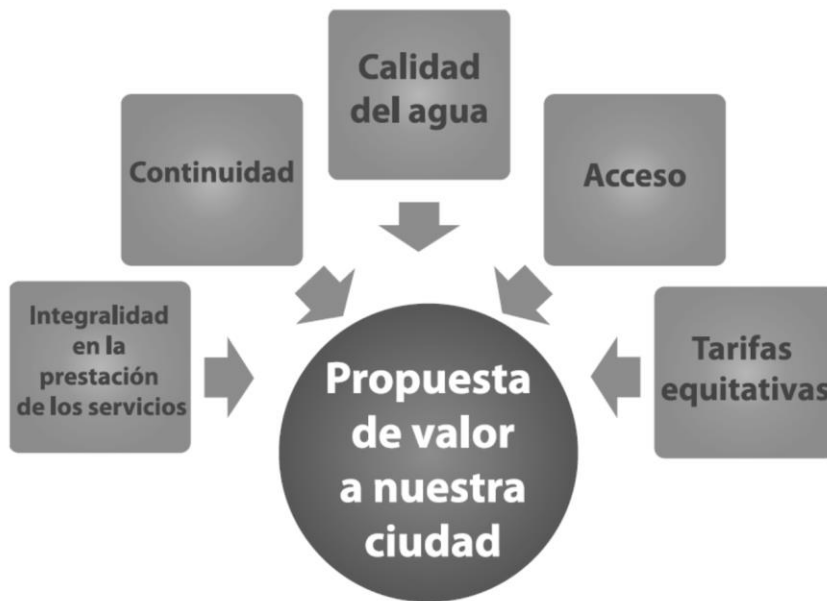 Calidad
del agua
Continuidad
Acceso
Integralidad
en la
prestación
de los servicios
Tarifas
equitativas
Propuesta
de valor
a nuestra
ciudad